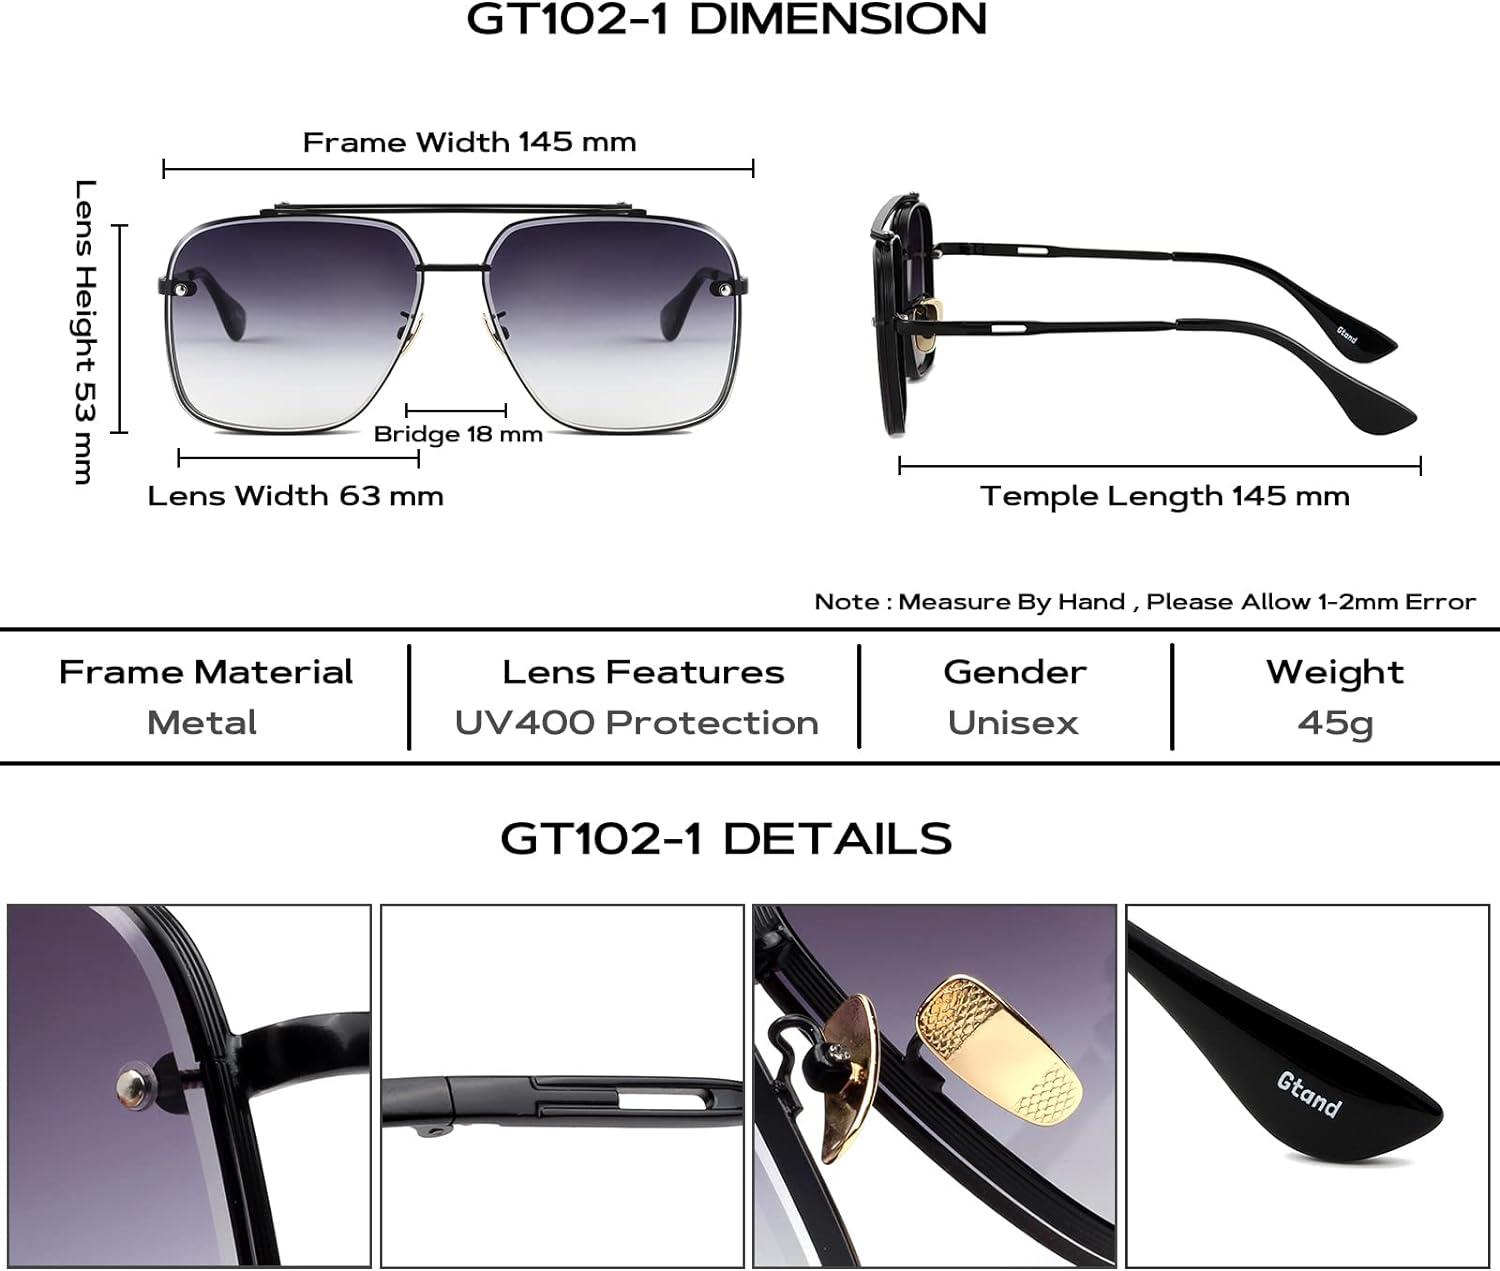 GT102-1 DIMENSION
Frame Width 145 mm
Lens Height 53 mm
Bridge 18 mm
Lens Width 63 mm
Gtand
Temple Length 145 mm
Note : Measure By Hand , Please Allow 1-2mm Error
Frame Material
Lens Features
Gender
Weight
Metal
UV400 Protection
Unisex
45g
GT102-1 DETAILS
Gtand